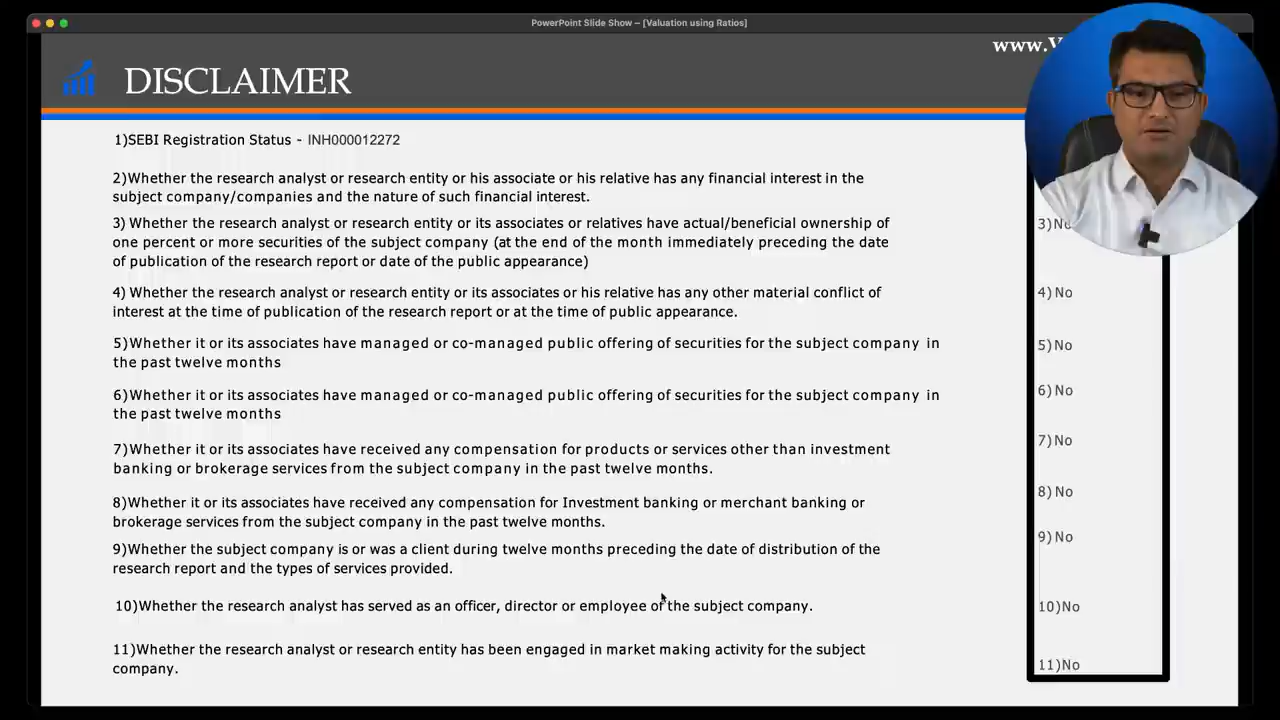 PowerPoint Slide Show – [Valuation using Ratios]
www.V
DISCLAIMER
1)SEBI Registration Status - INH000012272
2)Whether the research analyst or research entity or his associate or his relative has any financial interest in the
subject company/companies and the nature of such financial interest.
3) Whether the research analyst or research entity or its associates or relatives have actual/beneficial ownership of
one percent or more securities of the subject company (at the end of the month immediately preceding the date
of publication of the research report or date of the public appearance)
3)No
4) Whether the research analyst or research entity or its associates or his relative has any other material conflict of
interest at the time of publication of the research report or at the time of public appearance.
4)No
5)Whether it or its associates have managed or co-managed public offering of securities for the subject company in
the past twelve months
5)No
6)Whether it or its associates have managed or co-managed public offering of securities for the subject company in
the past twelve months
6)No
7)Whether it or its associates have received any compensation for products or services other than investment
banking or brokerage services from the subject company in the past twelve months.
7)No
8)Whether it or its associates have received any compensation for Investment banking or merchant banking or
brokerage services from the subject company in the past twelve months.
8)No
9)Whether the subject company is or was a client during twelve months preceding the date of distribution of the
research report and the types of services provided.
9)No
10)Whether the research analyst has served as an officer, director or employee of the subject company.
10)No
11)Whether the research analyst or research entity has been engaged in market making activity for the subject
company.
11)No